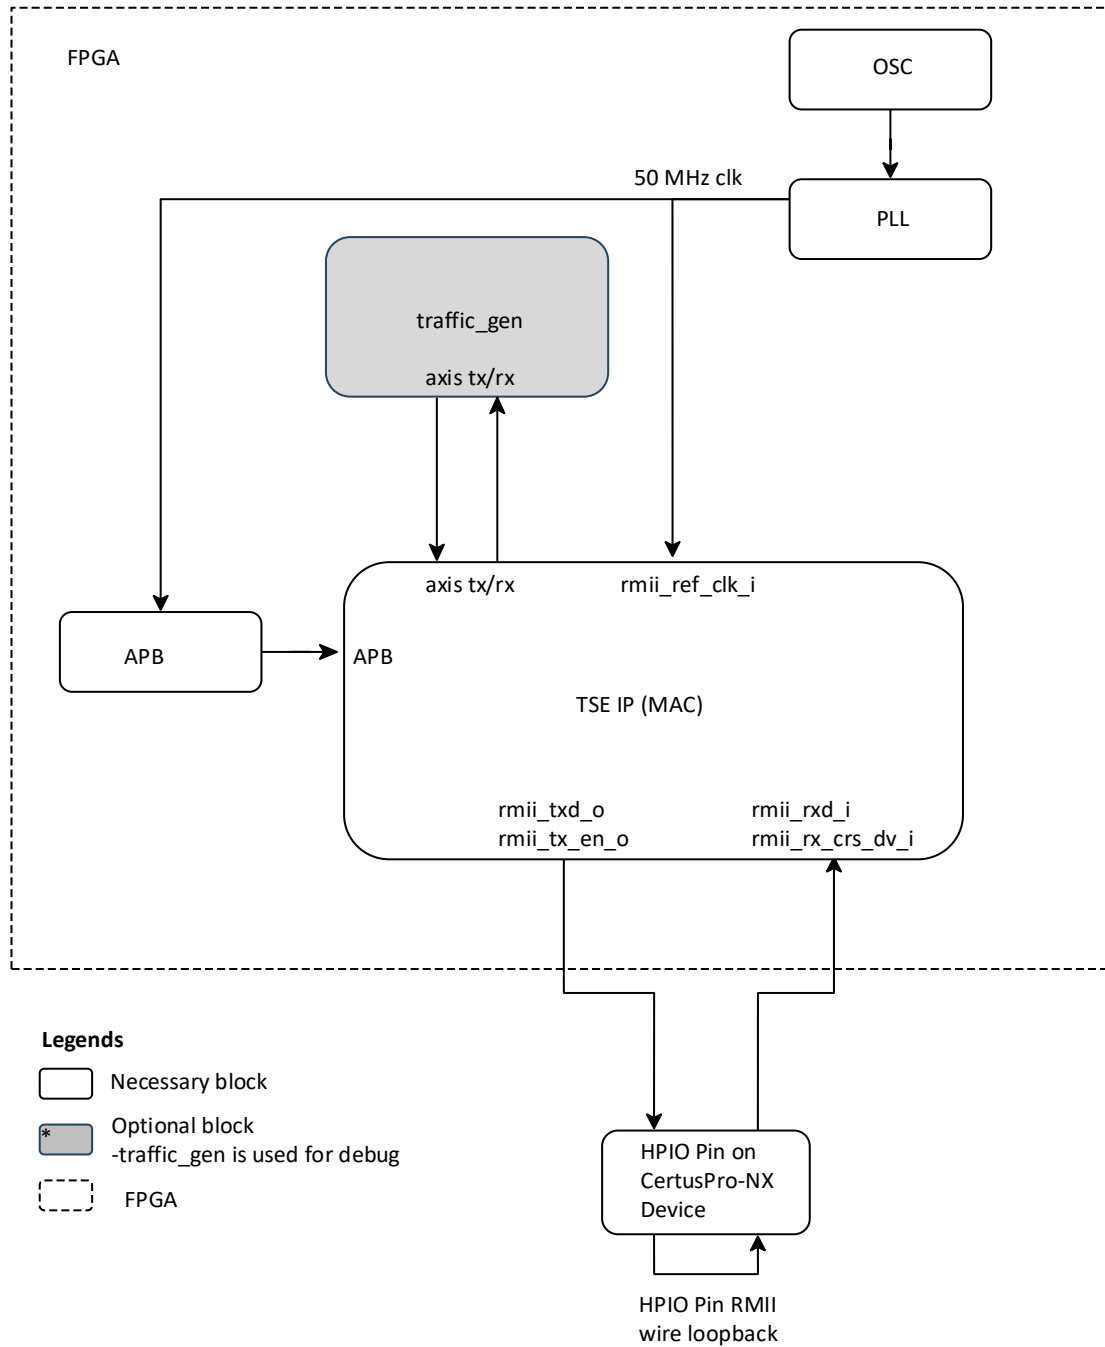 FPGA
OSC
50 MHz clk
PLL
traffic_gen
axis tx/rx
axis tx/rx
rmii_ref_clk_i
APB
APB
TSE IP (MAC)
rmii_txd_o
rmii_tx_en_o
rmii_rxd_i
rmii_rx_crs_dv_i
Legends
Necessary block
*
Optional block
-traffic_gen is used for debug
FPGA
HPIO Pin on
CertusPro-NX
Device
HPIO Pin RMII
wire loopback